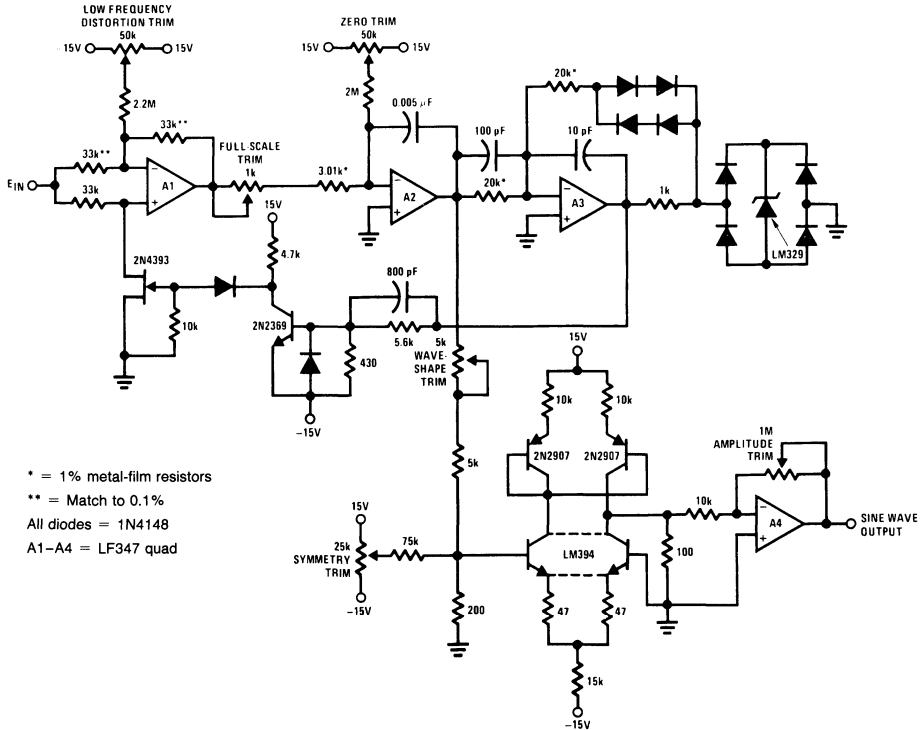 LOW FREQUENCY
DISTORTION TRIM
50k
15V
15V
ZERO TRIM
50k
15V
15V
2.2M
2M
0.005 µF
20k*
100 pF
10 pF
33k**
33k**
33k
EIN
A1
FULL-SCALE
TRIM
1k
3.01k*
A2
20k*
A3
1k
LM329
15V
4.7k
2N4393
10k
2N2369
800 pF
5.6k
430
-15V
5k
WAVE-
SHAPE
TRIM
15V
10k
10k
2N2907
2N2907
5k
1M
AMPLITUDE
TRIM
10k
A4
SINE WAVE
OUTPUT
100
LM394
15V
25k
SYMMETRY
TRIM
-15V
75k
200
47
47
15k
-15V
* = 1% metal-film resistors
** = Match to 0.1%
All diodes = 1N4148
A1–A4 = LF347 quad